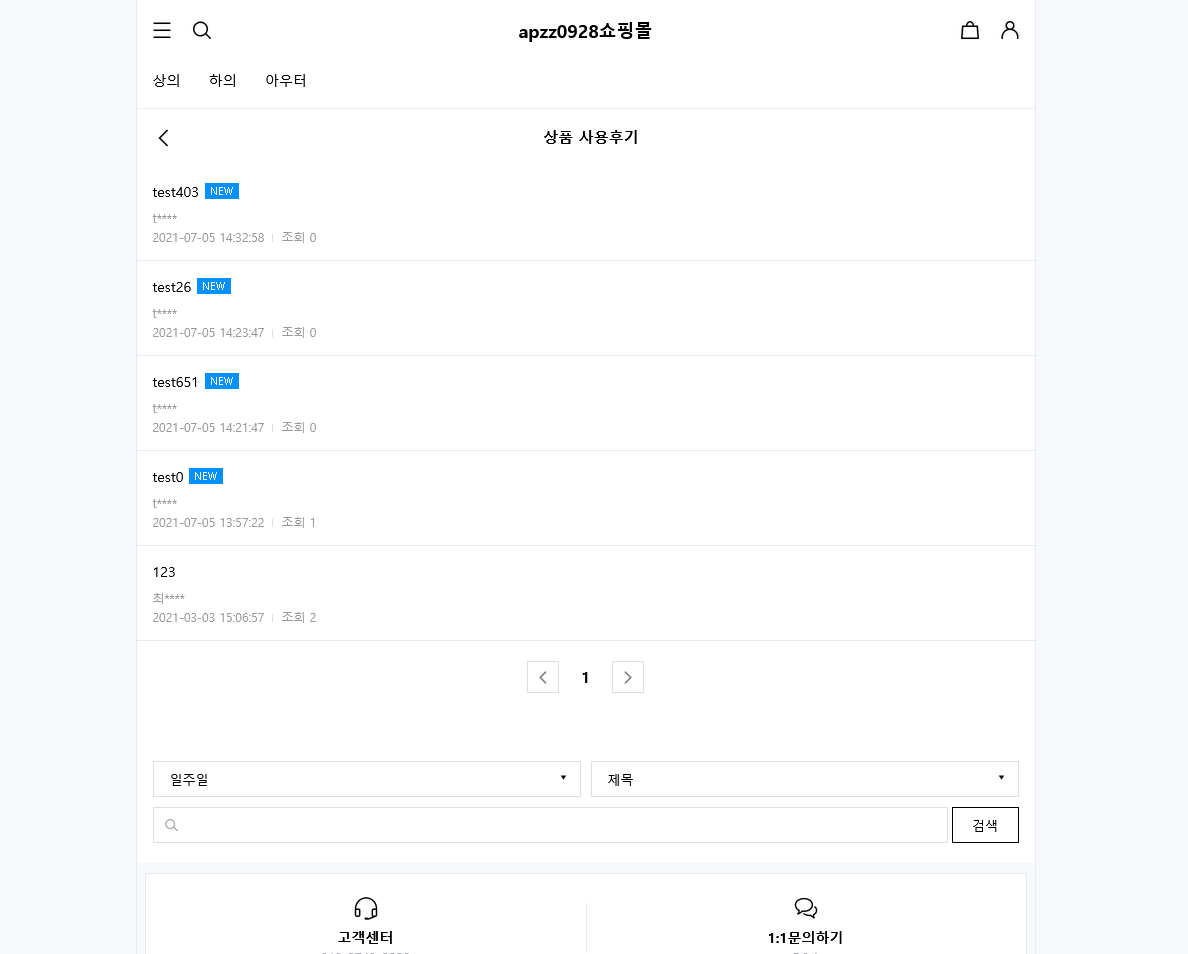 apzz0928쇼핑몰
상의 하의 아우터
상품 사용후기
test403 NEW
t****
2021-07-05 14:32:58 조회 0
test26 NEW
t****
2021-07-05 14:23:47 조회 0
test651 NEW
t****
2021-07-05 14:21:47 조회 0
test0 NEW
t****
2021-07-05 13:57:22 조회 1
123
최****
2021-03-03 15:06:57 조회 2
1
일주일 제목
검색
고객센터 1:1문의하기